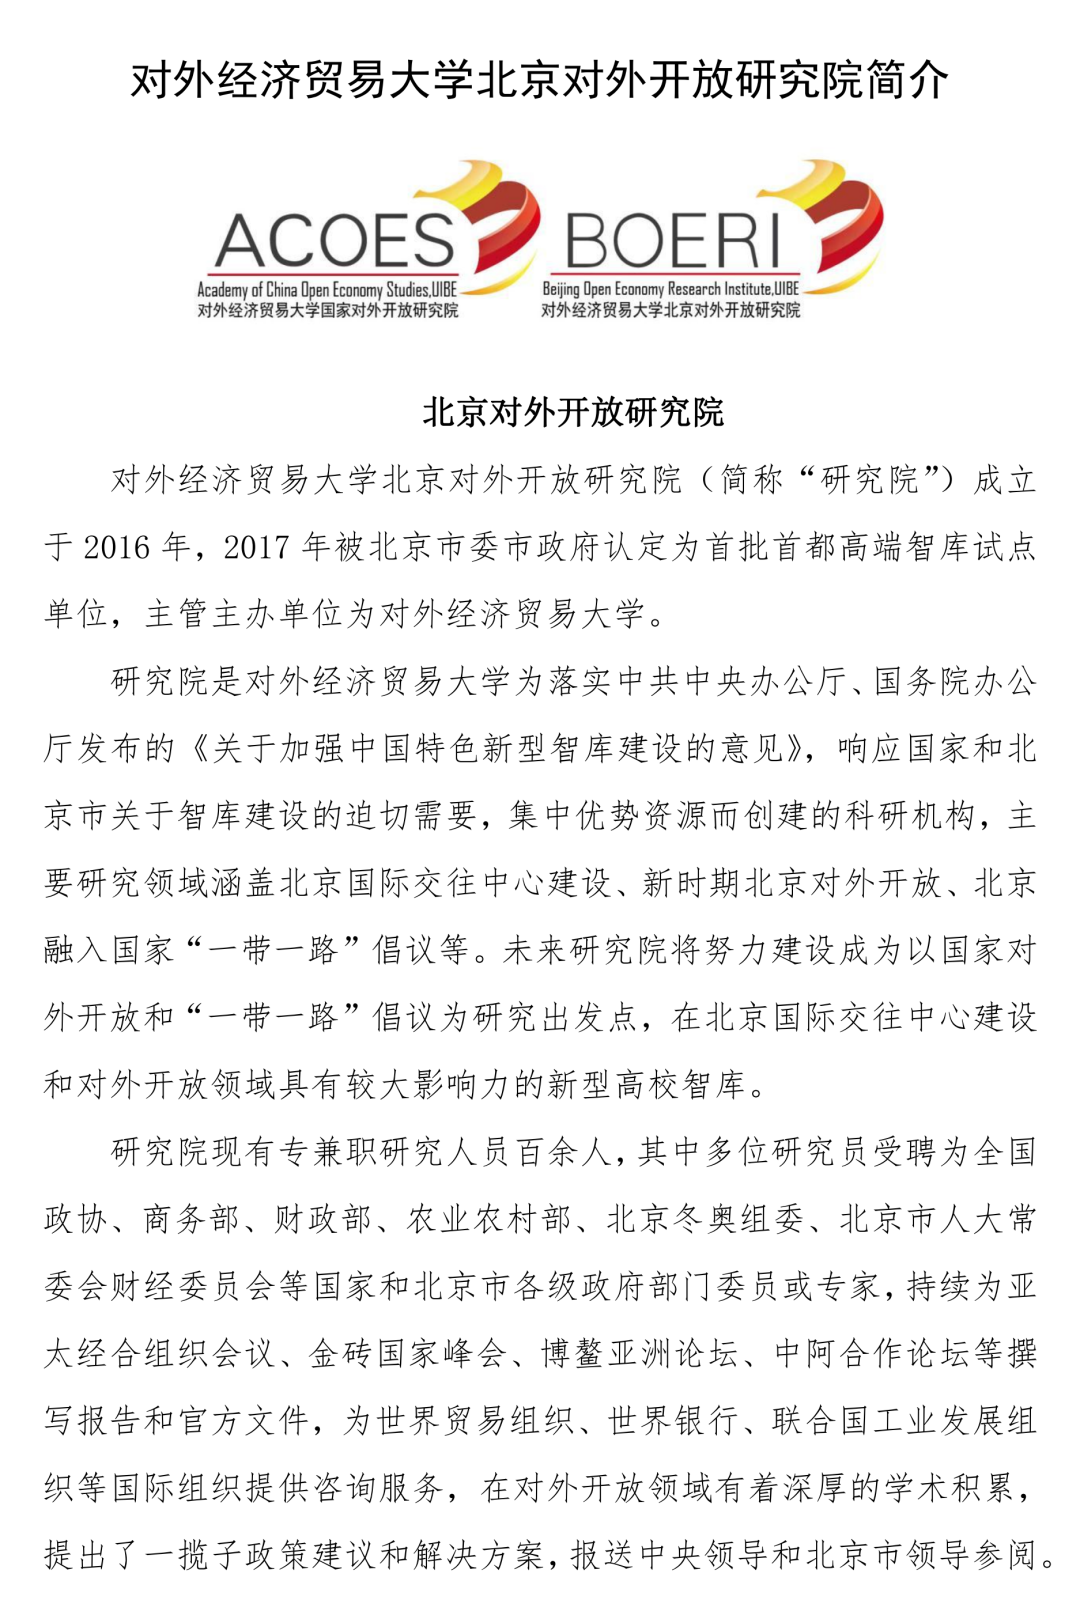 对外经济贸易大学北京对外开放研究院简介
ACOES BOERI
Academy of China Open Economy Studies,UIBE Beijing Open Economy Research Institute,UIBE
对外经济贸易大学国家对外开放研究院 对外经济贸易大学北京对外开放研究院
北京对外开放研究院
对外经济贸易大学北京对外开放研究院（简称“研究院”）成立
于 2016 年，2017 年被北京市委市政府认定为首批首都高端智库试点
单位，主管主办单位为对外经济贸易大学。
研究院是对外经济贸易大学为落实中共中央办公厅、国务院办公
厅发布的《关于加强中国特色新型智库建设的意见》，响应国家和北
京市关于智库建设的迫切需要，集中优势资源而创建的科研机构，主
要研究领域涵盖北京国际交往中心建设、新时期北京对外开放、北京
融入国家“一带一路”倡议等。未来研究院将努力建设成为以国家对
外开放和“一带一路”倡议为研究出发点，在北京国际交往中心建设
和对外开放领域具有较大影响力的新型高校智库。
研究院现有专兼职研究人员百余人，其中多位研究员受聘为全国
政协、商务部、财政部、农业农村部、北京冬奥组委、北京市人大常
委会财经委员会等国家和北京市各级政府部门委员或专家，持续为亚
太经合组织会议、金砖国家峰会、博鳌亚洲论坛、中阿合作论坛等撰
写报告和官方文件，为世界贸易组织、世界银行、联合国工业发展组
织等国际组织提供咨询服务，在对外开放领域有着深厚的学术积累，
提出了一揽子政策建议和解决方案，报送中央领导和北京市领导参阅。